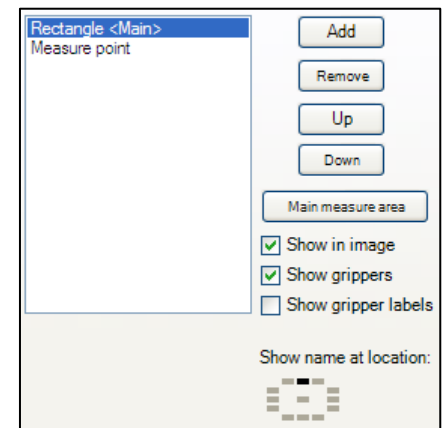 Rectangle <Main>
Measure point
Add
Remove
Up
Down
Main measure area
Show in image
Show grippers
Show gripper labels
Show name at location: